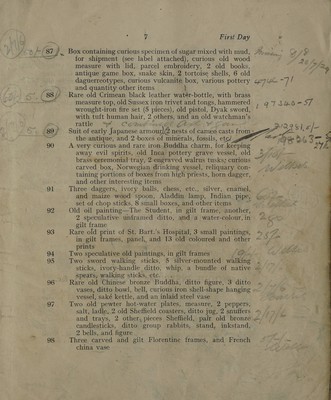 7 First Day
87 Box containing curious specimen of sugar mixed with sand,
for shipment (see label attached), curious old wood
measure with lid, parcel embroidery, 2 old books,
antique game box, snake skin, 2 tortoise shells, 6 old
daguerreotypes, curious vulcanite box, various pottery
and quantity other items
88 Rare old Crimean black leather water-bottle, with brass
measure top, old Sussex iron trivet and tongs, hammered
wrought-iron fire set (8 pieces), old pistol, Dyak sword,
with tuft human hair, 2 others, and an old watchman's
rattle
89 Suit of early Japanese armour, 2 nests of cameo casts from
the antique, and 2 boxes of minerals, fossils, etc.
90 A very curious and rare iron Buddha charm, for keeping
away evil spirits, old Inca pottery grave vessel, old
brass ceremonial tray, 2 engraved walrus tusks, curious
carved box, Norwegian drinking vessel, reliquary con-
taining portions of boxes from high priests, horn dagger,
and other interesting items
91 Three daggers, ivory balls, chess, etc., silver, enamel,
and maize wood spoon, Aladdin lamp, Indian pipe,
set of chop sticks, 8 small boxes, and other items
92 Old oil painting—The Student, in gilt frame, another,
2 speculative unframed ditto, and a water-colour, in
gilt frame
93 Rare old print of St. Bart.'s Hospital, 3 small paintings,
in gilt frames, panel, and 13 old coloured and other
prints
94 Two speculative old paintings, in gilt frames
95 Two sword walking sticks, 5 silver-mounted walking
sticks, ivory-handle ditto, whip, a bundle of native
spears, walking sticks, etc.
96 Rare old Chinese bronze Buddha, ditto figure, 3 ditto
vases, ditto bowl, bell, curious iron shell-shape hanging
vessel, saké kettle, and an inlaid steel vase
97 Two old pewter hot-water plates, measure, 2 peppers,
salt, ladle, 2 old Sheffield coasters, ditto jug, 2 snuffers
and trays, 2 other, pieces Sheffield, pair old bronze
candlesticks, ditto group rabbits, stand, inkstand,
2 bells, and figure
98 Three carved and gilt Florentine frames, and French
china vase